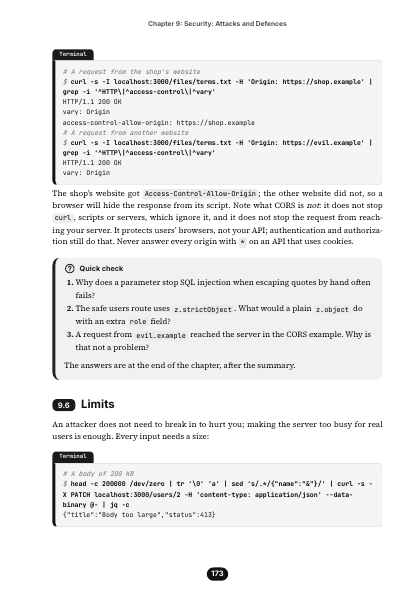 Chapter 9: Security: Attacks and Defences
Terminal
# A request from the shop's website
$ curl -s -I localhost:3000/files/terms.txt -H 'Origin: https://shop.example' |
grep -i '^HTTP\|^access-control\|^vary'
HTTP/1.1 200 OK
vary: Origin
access-control-allow-origin: https://shop.example
# A request from another website
$ curl -s -I localhost:3000/files/terms.txt -H 'Origin: https://evil.example' |
grep -i '^HTTP\|^access-control\|^vary'
HTTP/1.1 200 OK
vary: Origin
The shop's website got Access-Control-Allow-Origin; the other website did not, so a
browser will hide the response from its script. Note what CORS is not: it does not stop
curl, scripts or servers, which ignore it, and it does not stop the request from reach-
ing your server. It protects users' browsers, not your API; authentication and authoriza-
tion still do that. Never answer every origin with * on an API that uses cookies.
? Quick check
1. Why does a parameter stop SQL injection when escaping quotes by hand often
fails?
2. The safe users route uses z.strictObject. What would a plain z.object do
with an extra role field?
3. A request from evil.example reached the server in the CORS example. Why is
that not a problem?
The answers are at the end of the chapter, after the summary.
9.6 Limits
An attacker does not need to break in to hurt you; making the server too busy for real
users is enough. Every input needs a size:
Terminal
# A body of 200 KB
$ head -c 200000 /dev/zero | tr '\0' 'a' | sed 's/.*/{"name":"&"}/' | curl -s -
X PATCH localhost:3000/users/2 -H 'content-type: application/json' --data-
binary @- | jq -c
{"title":"Body too large","status":413}
173